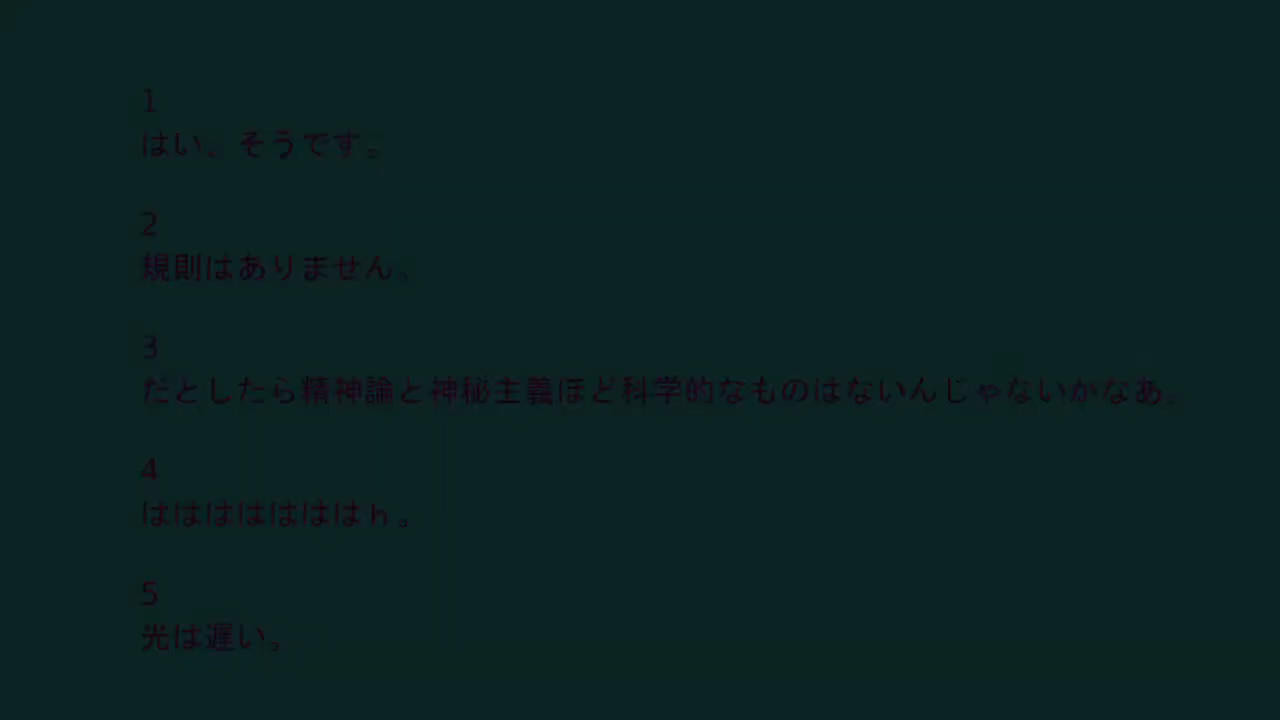 1
はい、そうです。
2
規則はありません。
3
だとしたら精神論と神秘主義ほど科学的なものはないんじゃないかなあ。
4
はははははははｈ。
5
光は遅い。